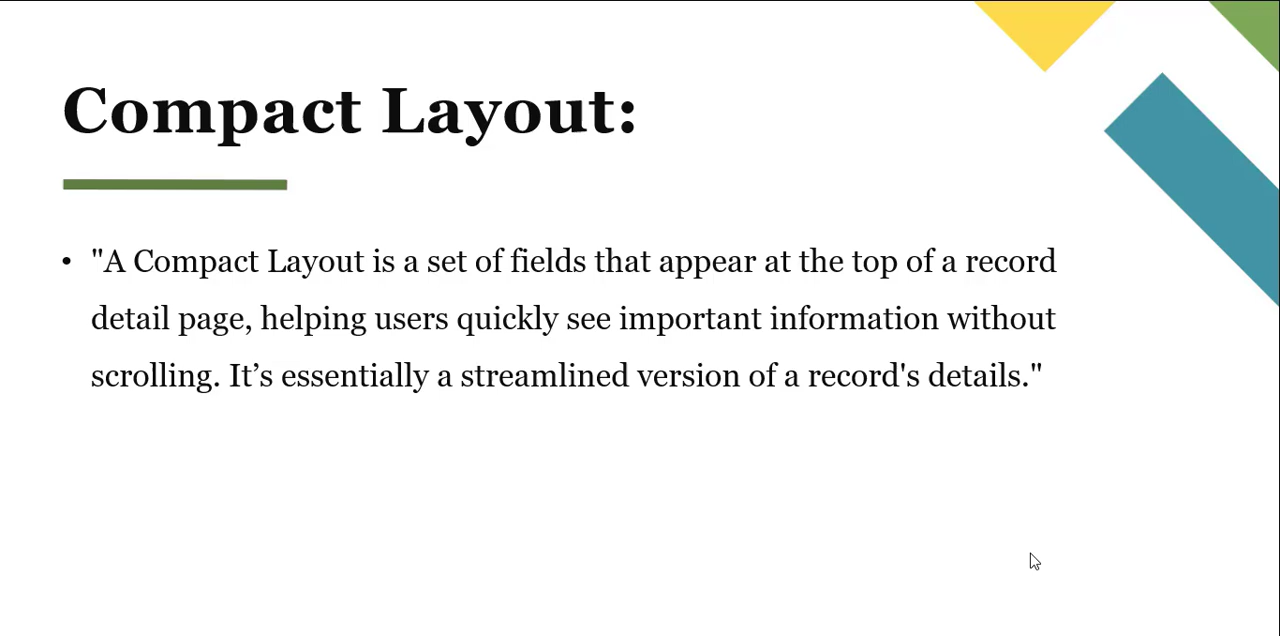 Compact Layout:
• "A Compact Layout is a set of fields that appear at the top of a record
detail page, helping users quickly see important information without
scrolling. It’s essentially a streamlined version of a record's details."